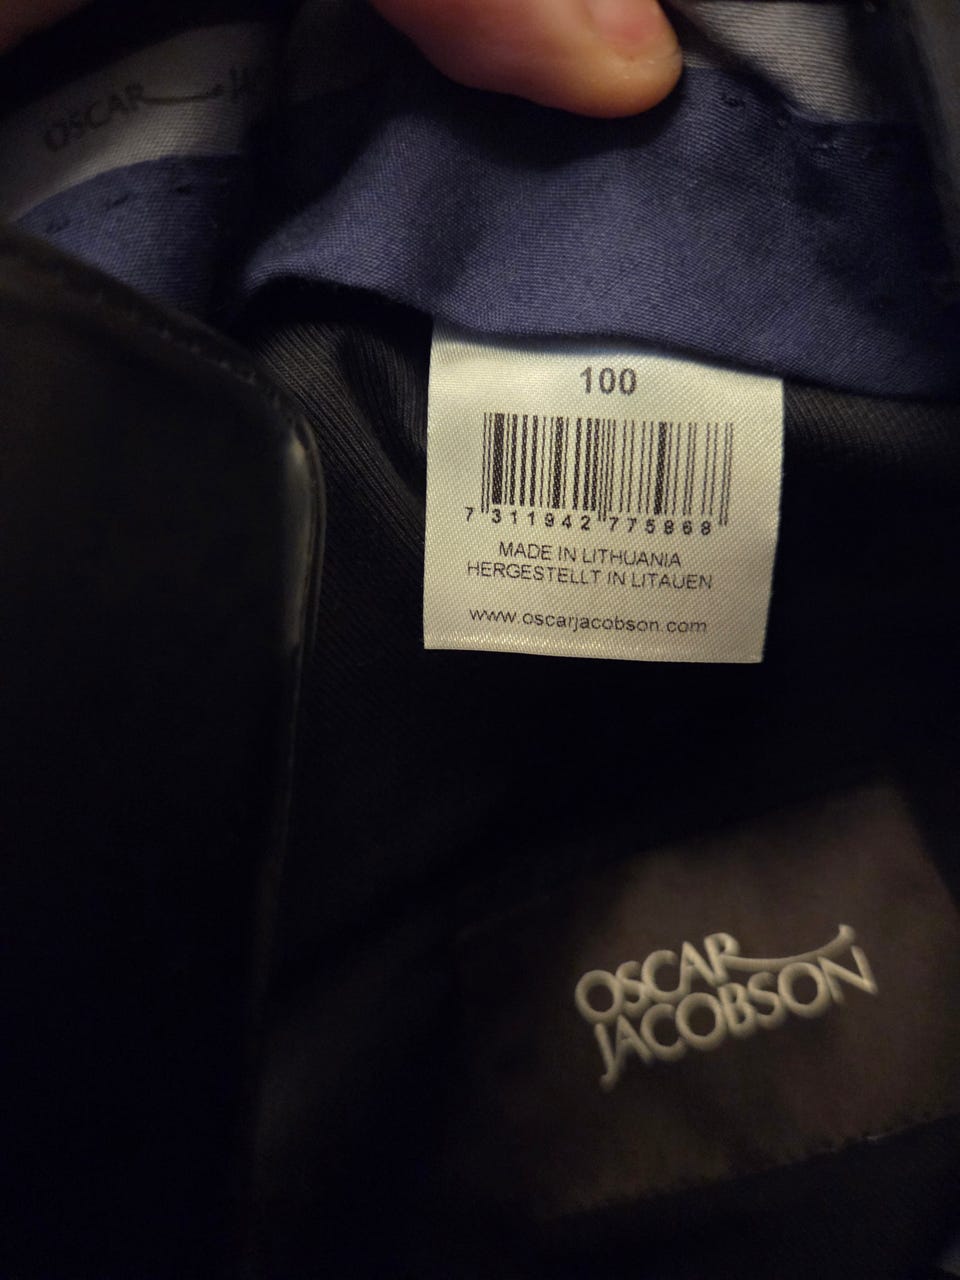 OSCAR
100
7 311942 775868
MADE IN LITHUANIA
HERGESTELLT IN LITAUEN
www.oscarjacobson.com
OSCAR
JACOBSON